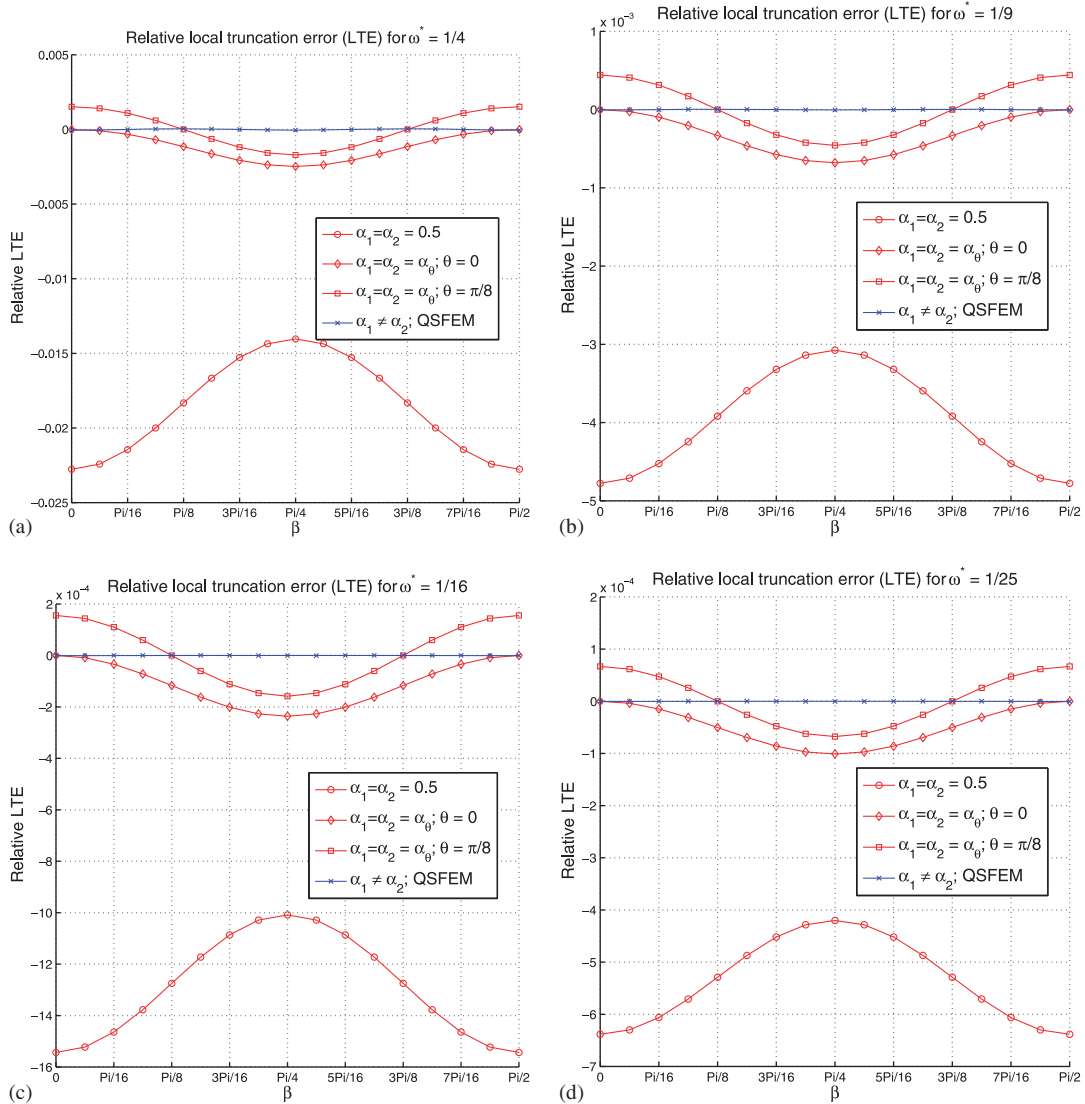 Relative local truncation error (LTE) for ω* = 1/4
0.005
0
−0.005
−0.01
−0.015
−0.02
−0.025
Relative LTE
α1=α2 = 0.5
α1=α2 = αθ; θ = 0
α1=α2 = αθ; θ = π/8
α1 ≠ α2; QSFEM
0 Pi/16 Pi/8 3Pi/16 Pi/4 5Pi/16 3Pi/8 7Pi/16 Pi/2
β
(a)
x 10−3
Relative local truncation error (LTE) for ω* = 1/9
1
0
−1
−2
−3
−4
−5
Relative LTE
α1=α2 = 0.5
α1=α2 = αθ; θ = 0
α1=α2 = αθ; θ = π/8
α1 ≠ α2; QSFEM
0 Pi/16 Pi/8 3Pi/16 Pi/4 5Pi/16 3Pi/8 7Pi/16 Pi/2
β
(b)
x 10−4
Relative local truncation error (LTE) for ω* = 1/16
2
0
−2
−4
−6
−8
−10
−12
−14
−16
Relative LTE
α1=α2 = 0.5
α1=α2 = αθ; θ = 0
α1=α2 = αθ; θ = π/8
α1 ≠ α2; QSFEM
0 Pi/16 Pi/8 3Pi/16 Pi/4 5Pi/16 3Pi/8 7Pi/16 Pi/2
β
(c)
x 10−4
Relative local truncation error (LTE) for ω* = 1/25
2
1
0
−1
−2
−3
−4
−5
−6
−7
Relative LTE
α1=α2 = 0.5
α1=α2 = αθ; θ = 0
α1=α2 = αθ; θ = π/8
α1 ≠ α2; QSFEM
0 Pi/16 Pi/8 3Pi/16 Pi/4 5Pi/16 3Pi/8 7Pi/16 Pi/2
β
(d)